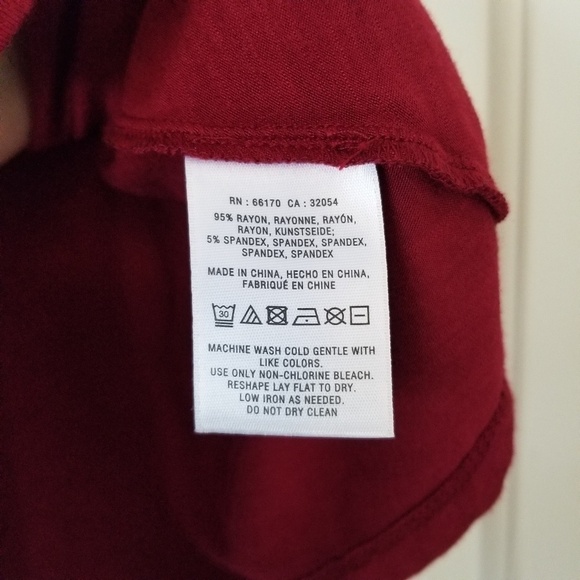 RN : 66170 CA : 32054
95% RAYON, RAYONNE, RAYÓN,
RAYON, KUNSTSEIDE;
5% SPANDEX, SPANDEX, SPANDEX,
SPANDEX, SPANDEX
MADE IN CHINA, HECHO EN CHINA,
FABRIQUÉ EN CHINE
30
MACHINE WASH COLD GENTLE WITH
LIKE COLORS.
USE ONLY NON-CHLORINE BLEACH.
RESHAPE LAY FLAT TO DRY.
LOW IRON AS NEEDED.
DO NOT DRY CLEAN